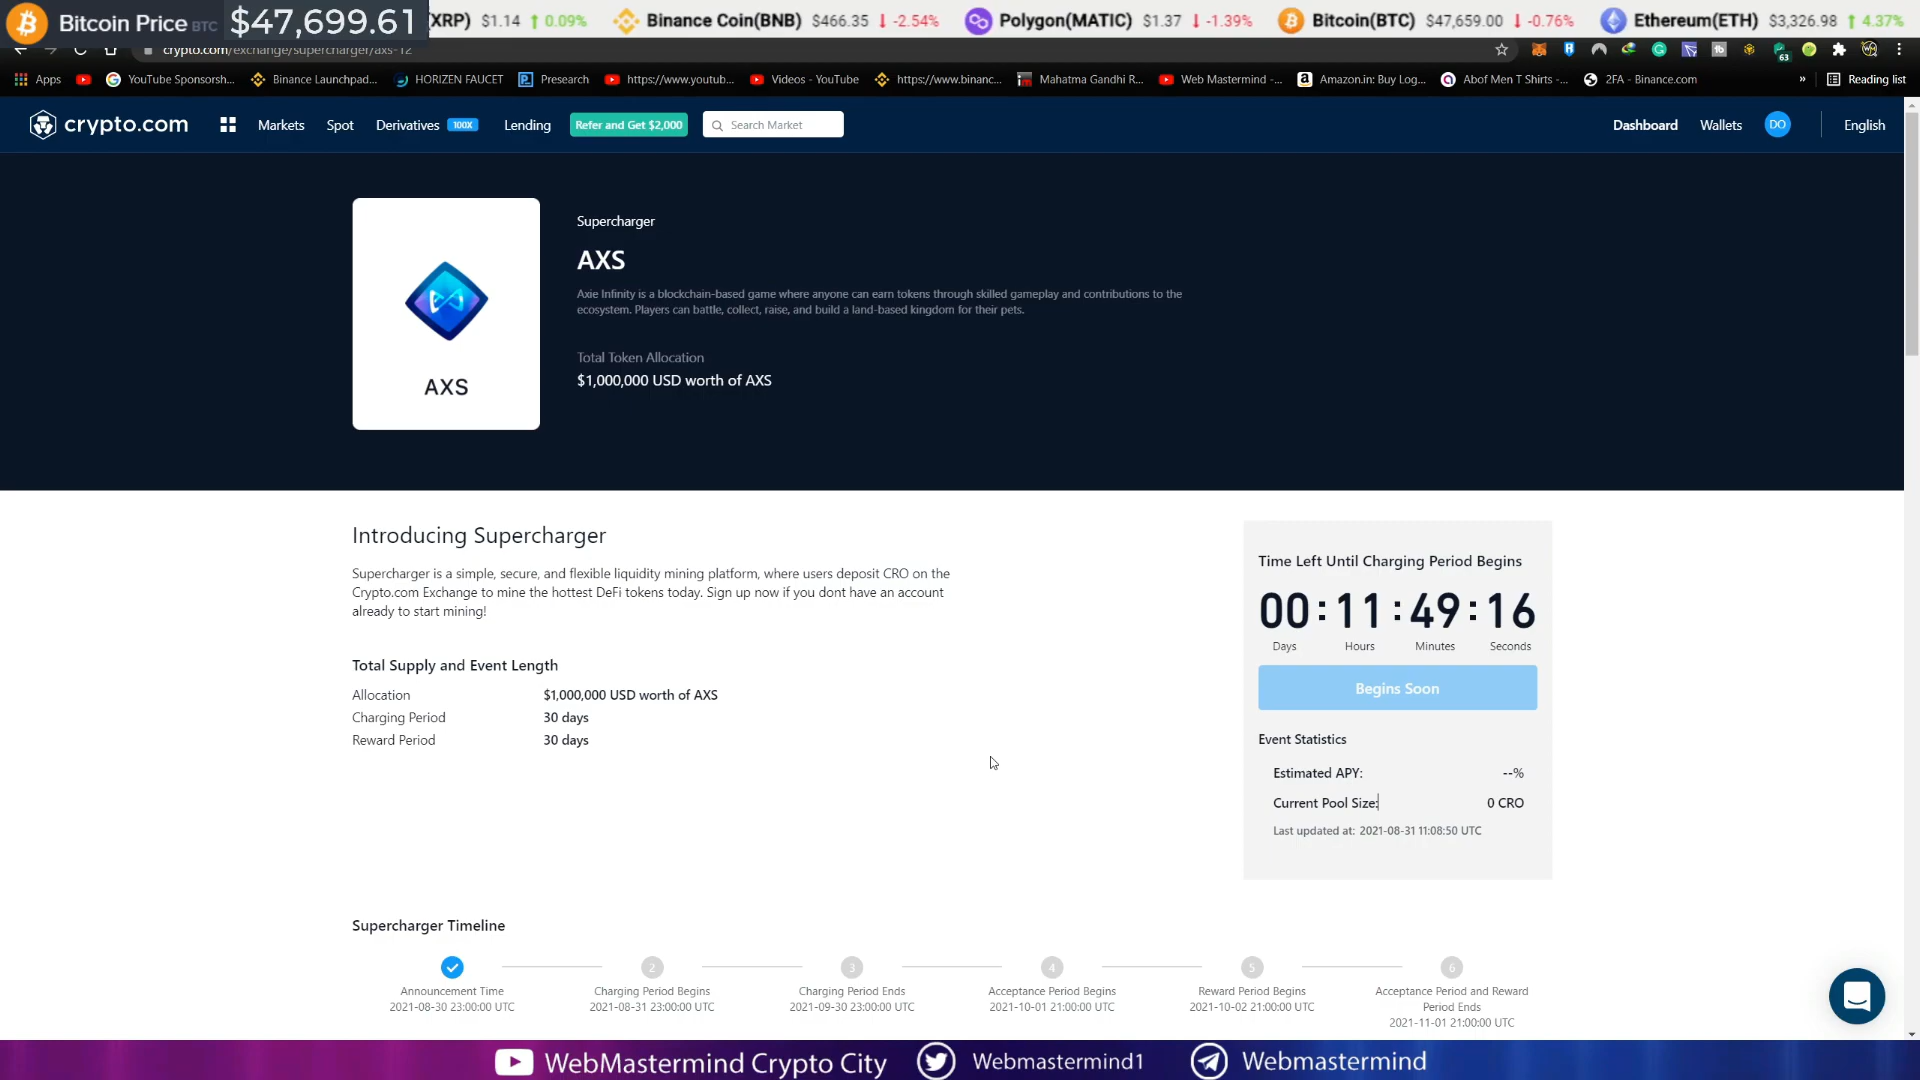 Bitcoin Price BTC $47,699.61 (XRP) $1.14 0.09% Binance Coin(BNB) $466.35 -2.54% Polygon(MATIC) $1.37 -1.39% Bitcoin(BTC) $47,659.00 -0.76% Ethereum(ETH) $3,326.98 4.37%
crypto.com/exchange/supercharger/axs-12
63
Apps YouTube Sponsorsh... Binance Launchpad... HORIZEN FAUCET Presearch https://www.youtub... Videos - YouTube https://www.binanc... Mahatma Gandhi R... Web Mastermind -... Amazon.in: Buy Log... Abof Men T Shirts -... 2FA - Binance.com » Reading list
crypto.com Markets Spot Derivatives 100X Lending Refer and Get $2,000 Search Market Dashboard Wallets DO English
Supercharger
AXS
Axie Infinity is a blockchain-based game where anyone can earn tokens through skilled gameplay and contributions to the
ecosystem. Players can battle, collect, raise, and build a land-based kingdom for their pets.
Total Token Allocation
$1,000,000 USD worth of AXS
AXS
Introducing Supercharger
Supercharger is a simple, secure, and flexible liquidity mining platform, where users deposit CRO on the
Crypto.com Exchange to mine the hottest DeFi tokens today. Sign up now if you dont have an account
already to start mining!
Total Supply and Event Length
Allocation $1,000,000 USD worth of AXS
Charging Period 30 days
Reward Period 30 days
Time Left Until Charging Period Begins
00 : 11 : 49 : 16
Days Hours Minutes Seconds
Begins Soon
Event Statistics
Estimated APY: --%
Current Pool Size: 0 CRO
Last updated at: 2021-08-31 11:08:50 UTC
Supercharger Timeline
2 3 4 5 6
Announcement Time
2021-08-30 23:00:00 UTC
Charging Period Begins
2021-08-31 23:00:00 UTC
Charging Period Ends
2021-09-30 23:00:00 UTC
Acceptance Period Begins
2021-10-01 21:00:00 UTC
Reward Period Begins
2021-10-02 21:00:00 UTC
Acceptance Period and Reward
Period Ends
2021-11-01 21:00:00 UTC
WebMastermind Crypto City Webmastermind1 Webmastermind